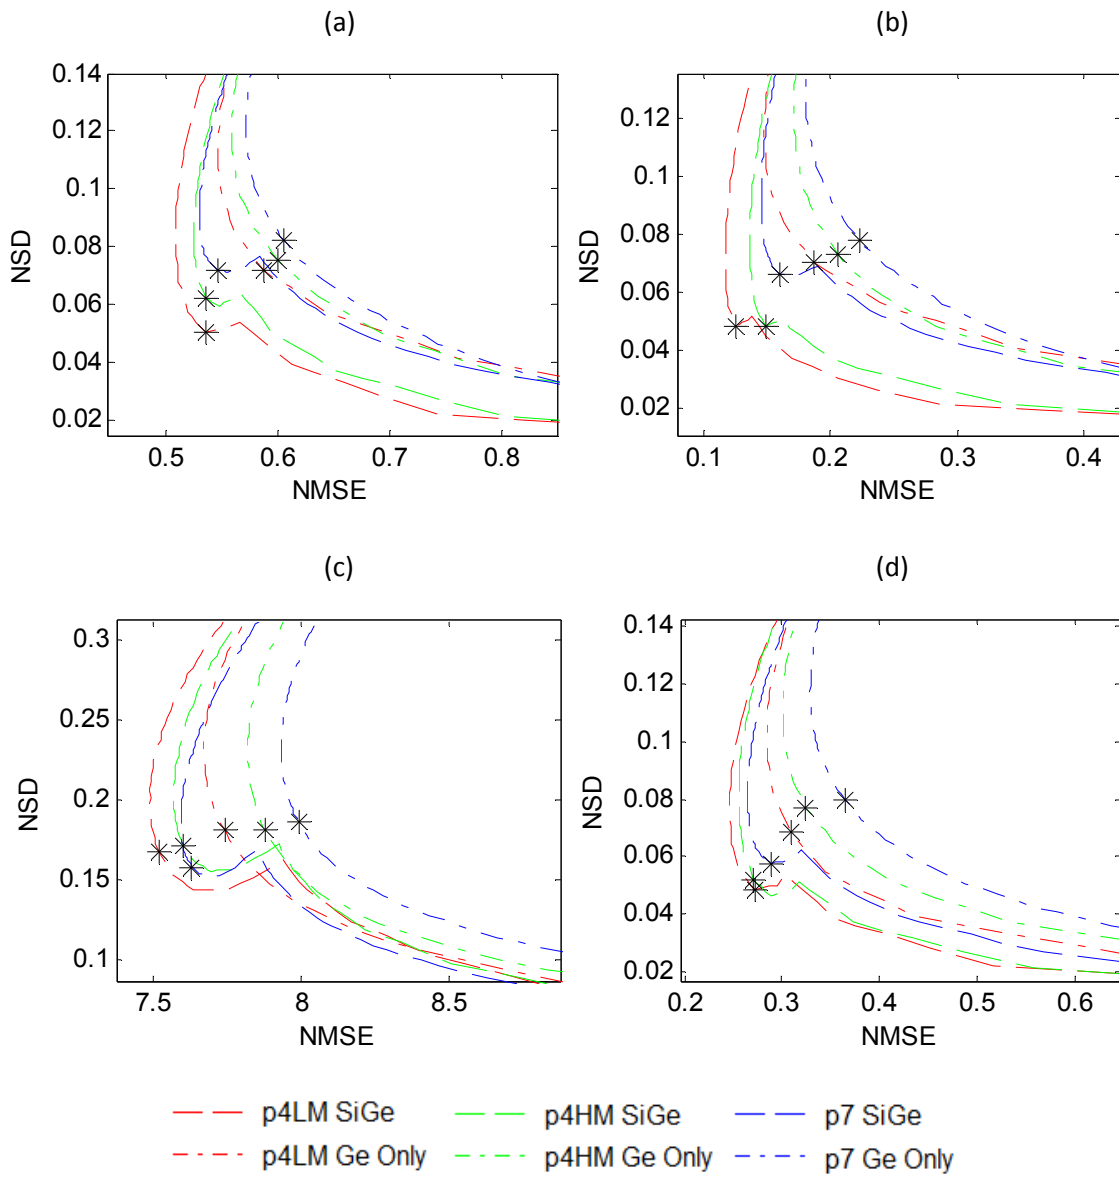 (a)
(b)
0.14
0.12
0.1
0.08
0.06
0.04
0.02
NSD
0.5
0.6
0.7
0.8
NMSE
0.12
0.1
0.08
0.06
0.04
0.02
NSD
0.1
0.2
0.3
0.4
NMSE
(c)
(d)
0.3
0.25
0.2
0.15
0.1
NSD
7.5
8
8.5
NMSE
0.14
0.12
0.1
0.08
0.06
0.04
0.02
NSD
0.2
0.3
0.4
0.5
0.6
NMSE
p4LM SiGe
p4HM SiGe
p7 SiGe
p4LM Ge Only
p4HM Ge Only
p7 Ge Only